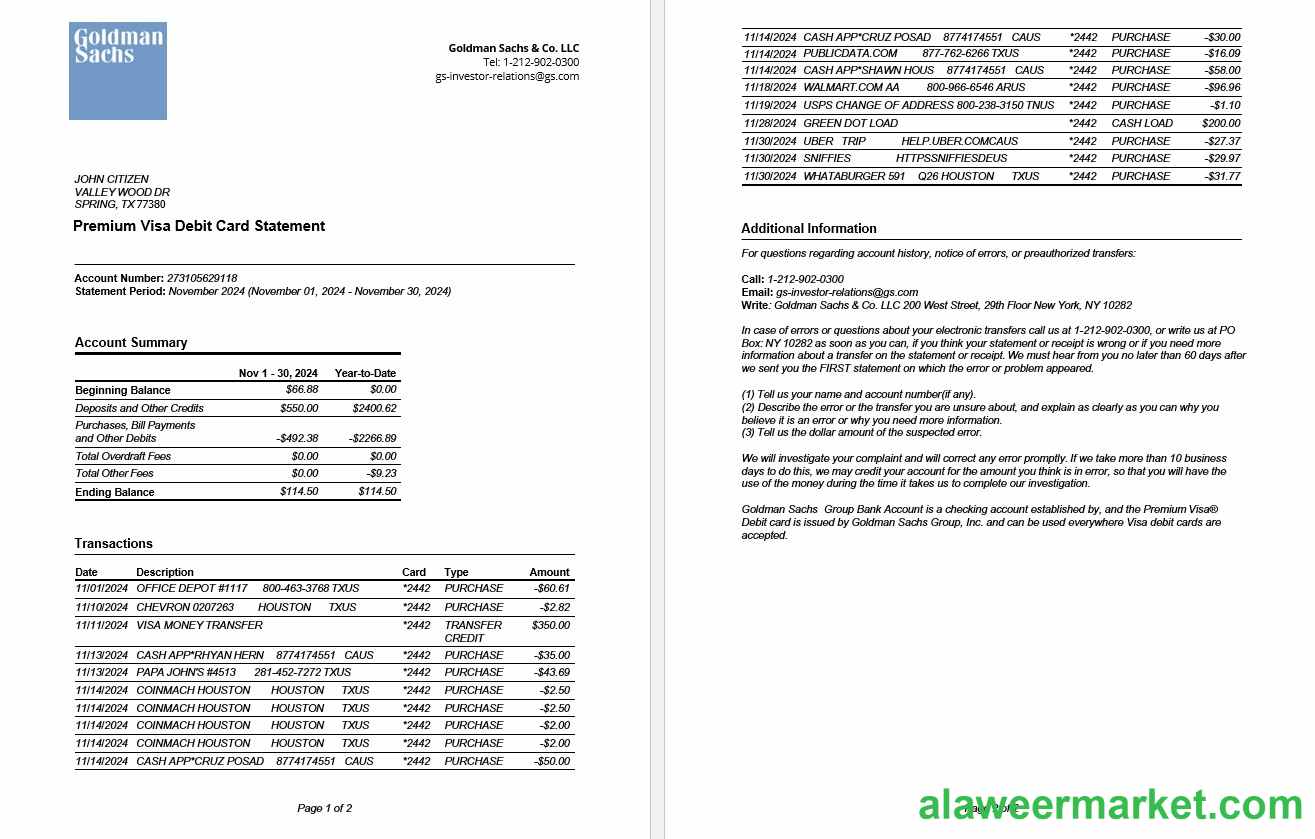 Goldman
Sachs
Goldman Sachs & Co. LLC
Tel: 1-212-902-0300
gs-investor-relations@gs.com
JOHN CITIZEN
VALLEY WOOD DR
SPRING, TX 77380
Premium Visa Debit Card Statement
Account Number: 273105629118
Statement Period: November 2024 (November 01, 2024 - November 30, 2024)
Account Summary
Nov 1 - 30, 2024 Year-to-Date
Beginning Balance $66.88 $0.00
Deposits and Other Credits $550.00 $2400.62
Purchases, Bill Payments
and Other Debits -$492.38 -$2266.89
Total Overdraft Fees $0.00 $0.00
Total Other Fees $0.00 -$9.23
Ending Balance $114.50 $114.50
Transactions
Date Description Card Type Amount
11/01/2024 OFFICE DEPOT #1117 800-463-3768 TXUS *2442 PURCHASE -$60.61
11/10/2024 CHEVRON 0207263 HOUSTON TXUS *2442 PURCHASE -$2.82
11/11/2024 VISA MONEY TRANSFER *2442 TRANSFER $350.00
CREDIT
11/13/2024 CASH APP*RHYAN HERN 8774174551 CAUS *2442 PURCHASE -$35.00
11/13/2024 PAPA JOHN'S #4513 281-452-7272 TXUS *2442 PURCHASE -$43.69
11/14/2024 COINMACH HOUSTON HOUSTON TXUS *2442 PURCHASE -$2.50
11/14/2024 COINMACH HOUSTON HOUSTON TXUS *2442 PURCHASE -$2.50
11/14/2024 COINMACH HOUSTON HOUSTON TXUS *2442 PURCHASE -$2.00
11/14/2024 COINMACH HOUSTON HOUSTON TXUS *2442 PURCHASE -$2.00
11/14/2024 CASH APP*CRUZ POSAD 8774174551 CAUS *2442 PURCHASE -$50.00
Page 1 of 2
11/14/2024 CASH APP*CRUZ POSAD 8774174551 CAUS *2442 PURCHASE -$30.00
11/14/2024 PUBLICDATA.COM 877-762-6266 TXUS *2442 PURCHASE -$16.09
11/14/2024 CASH APP*SHAWN HOUS 8774174551 CAUS *2442 PURCHASE -$58.00
11/18/2024 WALMART.COM AA 800-966-6546 ARUS *2442 PURCHASE -$96.96
11/19/2024 USPS CHANGE OF ADDRESS 800-238-3150 TNUS *2442 PURCHASE -$1.10
11/28/2024 GREEN DOT LOAD *2442 CASH LOAD $200.00
11/30/2024 UBER TRIP HELP.UBER.COMCAUS *2442 PURCHASE -$27.37
11/30/2024 SNIFFIES HTTPSSNIFFIESDEUS *2442 PURCHASE -$29.97
11/30/2024 WHATABURGER 591 Q26 HOUSTON TXUS *2442 PURCHASE -$31.77
Additional Information
For questions regarding account history, notice of errors, or preauthorized transfers:
Call: 1-212-902-0300
Email: gs-investor-relations@gs.com
Write: Goldman Sachs & Co. LLC 200 West Street, 29th Floor New York, NY 10282
In case of errors or questions about your electronic transfers call us at 1-212-902-0300, or write us at PO
Box: NY 10282 as soon as you can, if you think your statement or receipt is wrong or if you need more
information about a transfer on the statement or receipt. We must hear from you no later than 60 days after
we sent you the FIRST statement on which the error or problem appeared.
(1) Tell us your name and account number(if any).
(2) Describe the error or the transfer you are unsure about, and explain as clearly as you can why you
believe it is an error or why you need more information.
(3) Tell us the dollar amount of the suspected error.
We will investigate your complaint and will correct any error promptly. If we take more than 10 business
days to do this, we may credit your account for the amount you think is in error, so that you will have the
use of the money during the time it takes us to complete our investigation.
Goldman Sachs Group Bank Account is a checking account established by, and the Premium Visa®
Debit card is issued by Goldman Sachs Group, Inc. and can be used everywhere Visa debit cards are
accepted.
alaweermarket.com